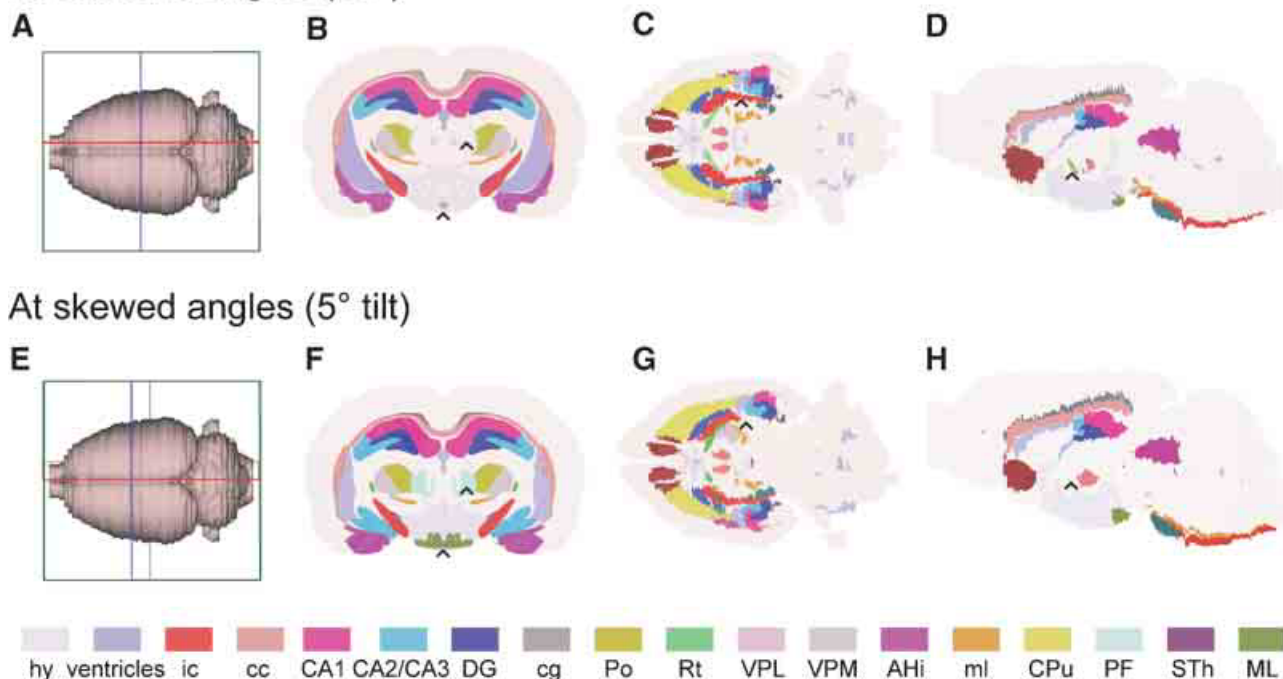 A B C D
At skewed angles (5° tilt)
E F G H
hy ventricles ic cc CA1 CA2/CA3 DG cg Po Rt VPL VPM AHi ml CPu PF STh ML